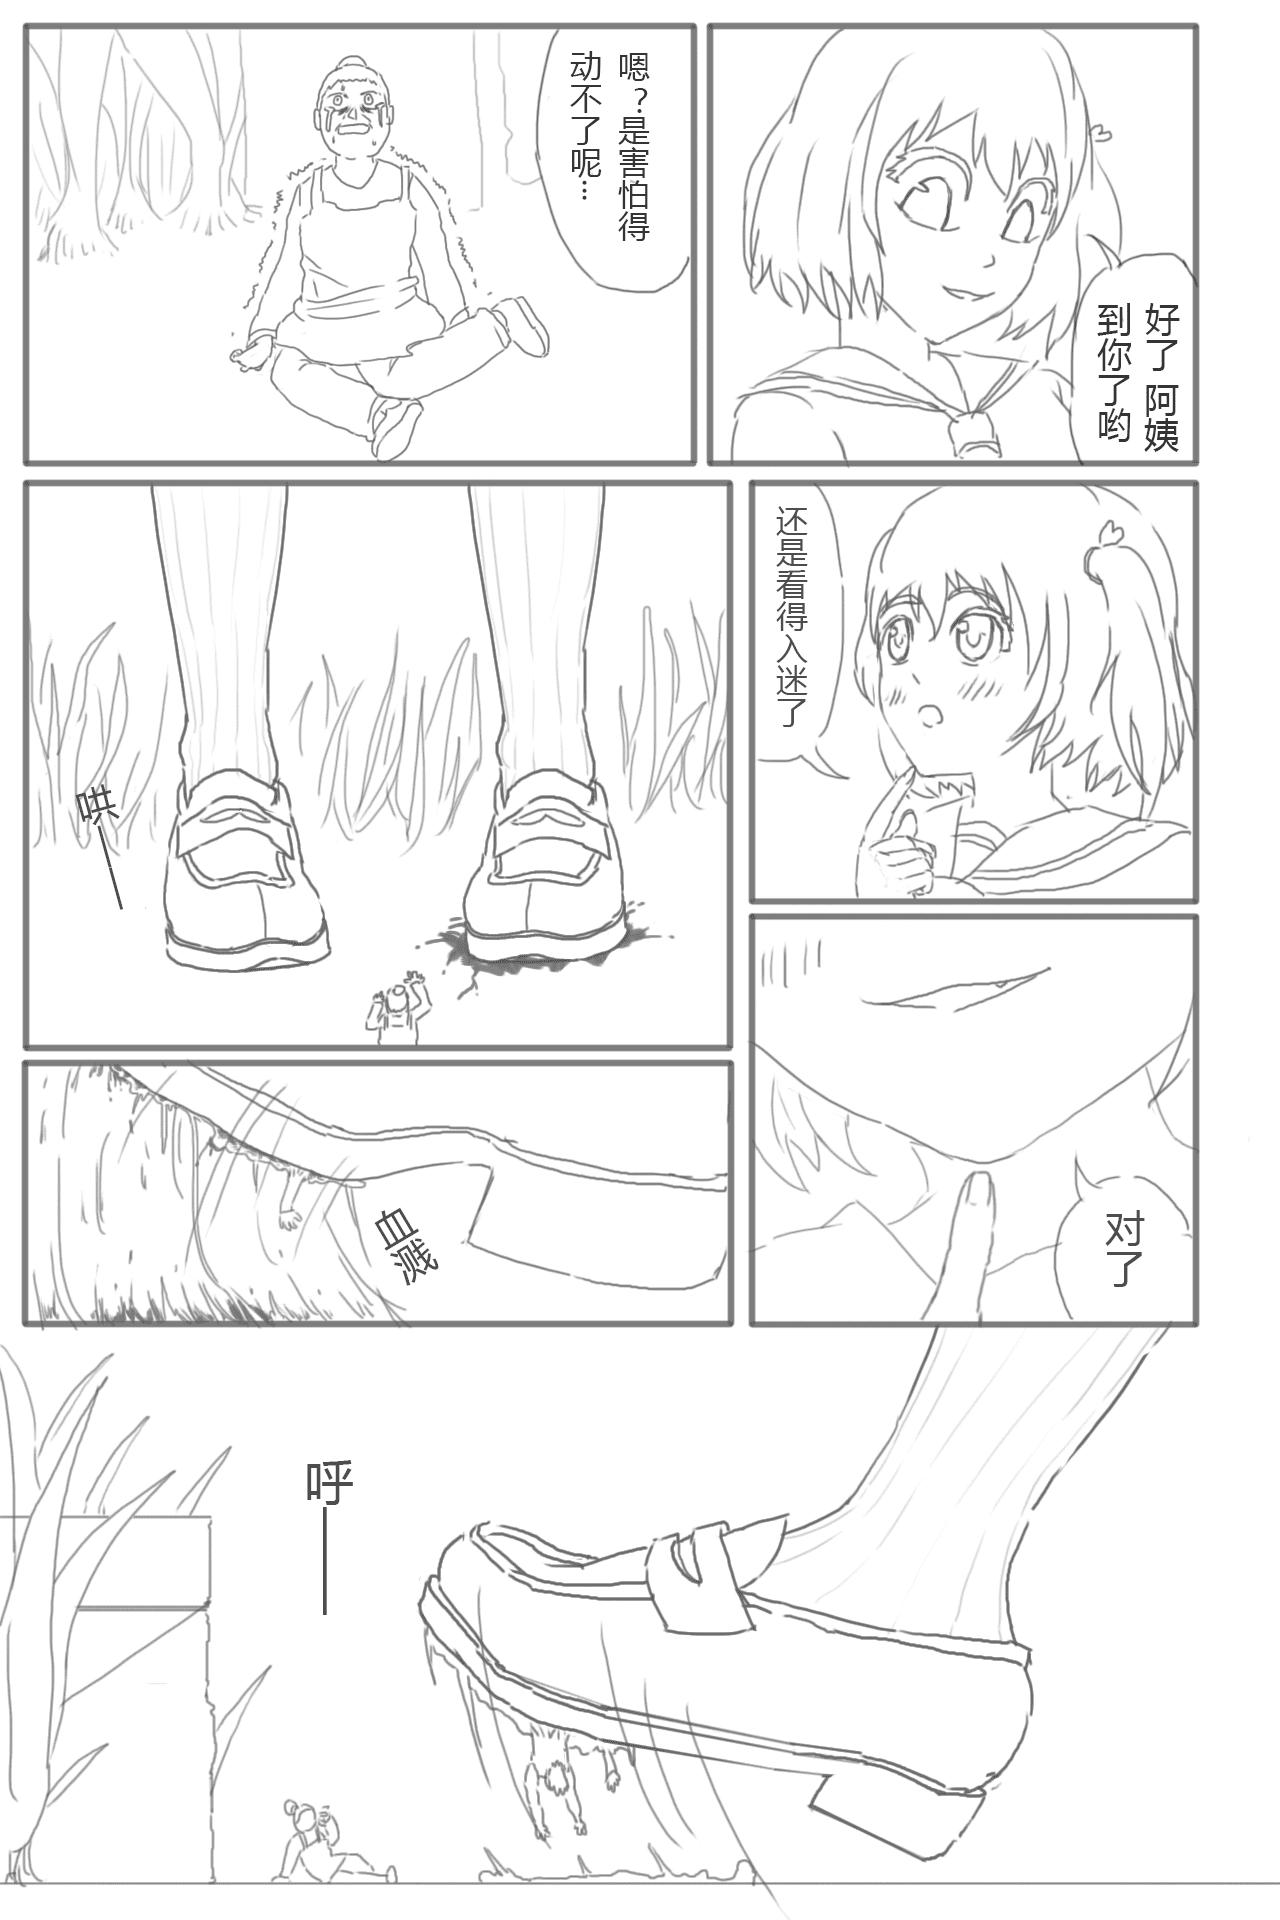 好了 阿姨
到你了哟
嗯？是害怕得
动不了呢…
还是看得入迷了
哄—
对了
血溅
呼—